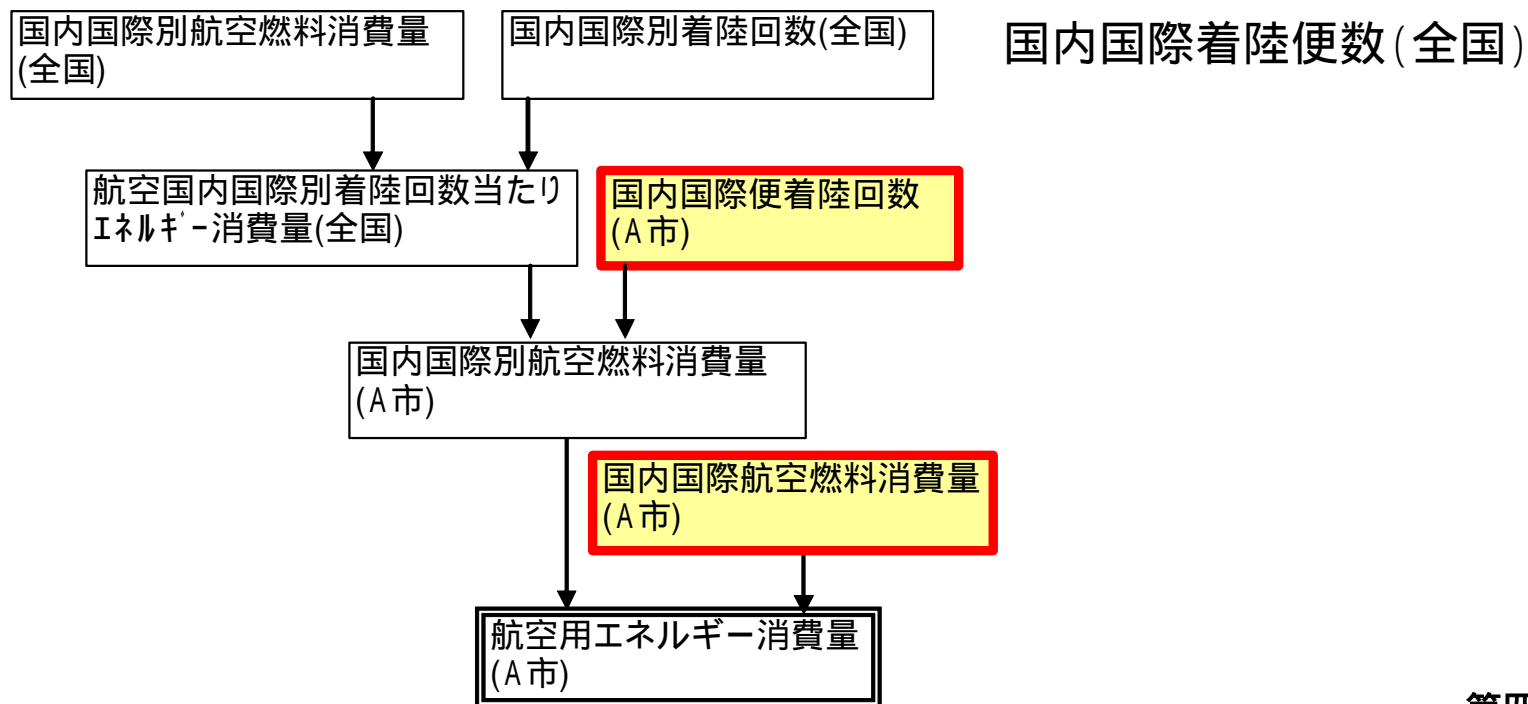 国内国際別航空燃料消費量
(全国)
国内国際別着陸回数(全国)
国内国際着陸便数(全国)
航空国内国際別着陸回数当たり
ｴﾈﾙｷﾞｰ消費量(全国)
国内国際便着陸回数
(A市)
国内国際別航空燃料消費量
(A市)
国内国際航空燃料消費量
(A市)
航空用エネルギー消費量
(A市)